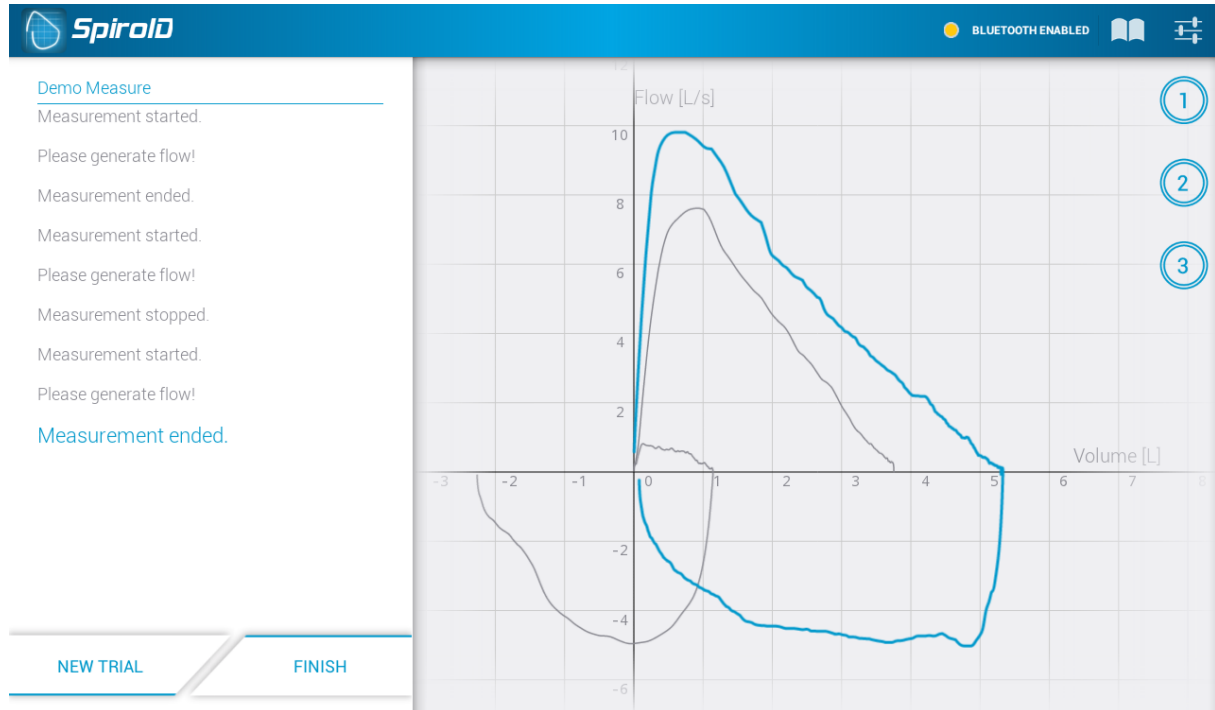 SpiroID
BLUETOOTH ENABLED
Demo Measure
Measurement started.
Please generate flow!
Measurement ended.
Measurement started.
Please generate flow!
Measurement stopped.
Measurement started.
Please generate flow!
Measurement ended.
NEW TRIAL
FINISH
12
Flow [L/s]
10
8
6
4
2
Volume [L]
-3 -2 -1 0 1 2 3 4 5 6 7 8
-2
-4
-6
1
2
3